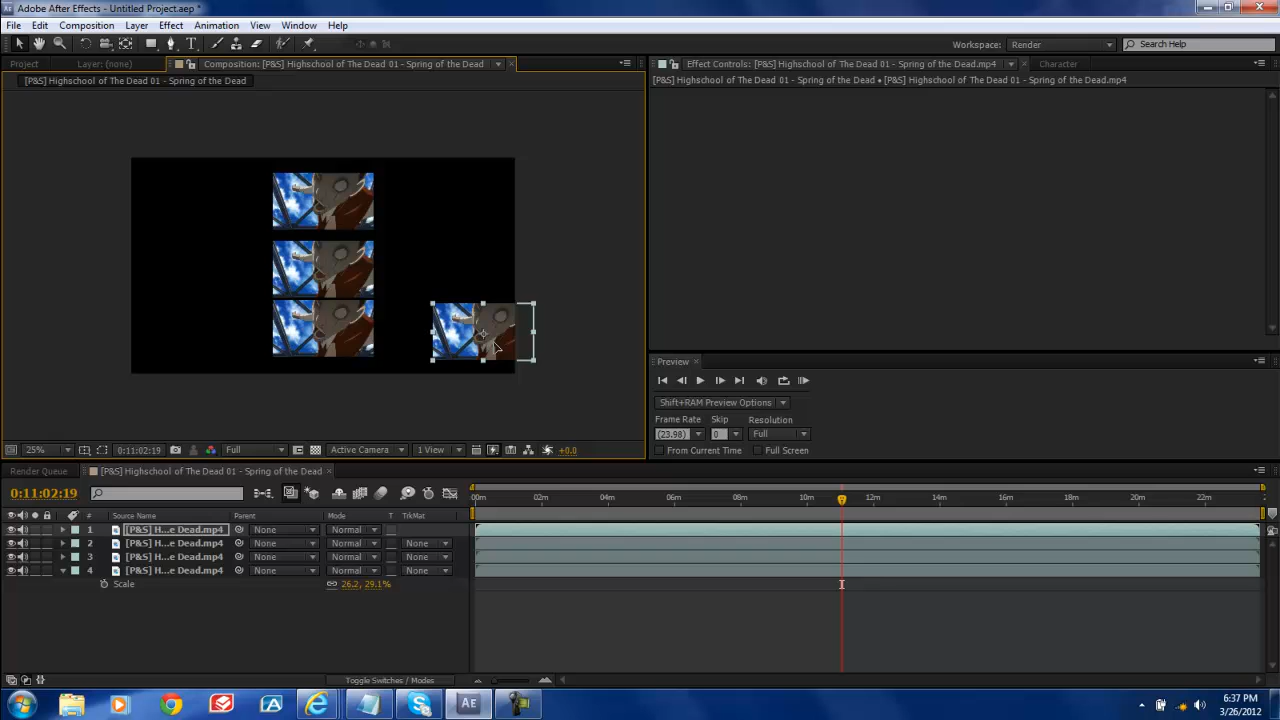 Adobe After Effects - Untitled Project.aep *
File Edit Composition Layer Effect Animation View Window Help
Workspace: Render Search Help
Project Layer: (none) Composition: [P&S] Highschool of The Dead 01 - Spring of the Dead
Effect Controls: [P&S] Highschool of The Dead 01 - Spring of the Dead.mp4 Character
[P&S] Highschool of The Dead 01 - Spring of the Dead
[P&S] Highschool of The Dead 01 - Spring of the Dead • [P&S] Highschool of The Dead 01 - Spring of the Dead.mp4
Preview
Shift+RAM Preview Options
Frame Rate Skip Resolution
(23.98) 0 Full
From Current Time Full Screen
25% 0:11:02:19 Full Active Camera 1 View +0.0
Render Queue [P&S] Highschool of The Dead 01 - Spring of the Dead
0:11:02:19
00m 02m 04m 06m 08m 10m 12m 14m 16m 18m 20m 22m
# Source Name Parent Mode T TrkMat
1 [P&S] H...e Dead.mp4 None Normal
2 [P&S] H...e Dead.mp4 None Normal None
3 [P&S] H...e Dead.mp4 None Normal None
4 [P&S] H...e Dead.mp4 None Normal None
Scale 26.2, 29.1%
Toggle Switches / Modes
Ae
6:37 PM
3/26/2012